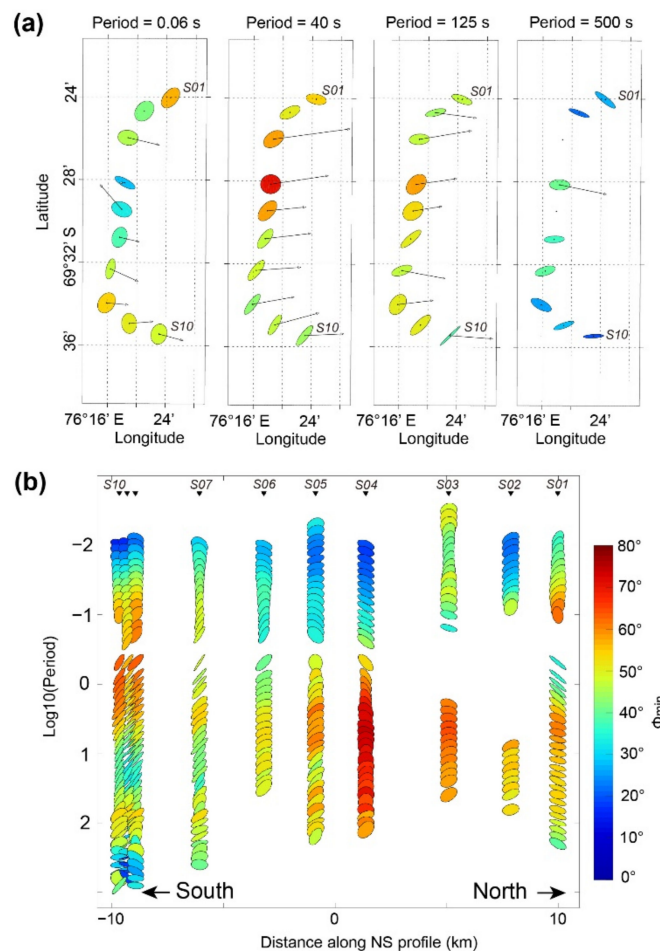 (a)
Period = 0.06 s Period = 40 s Period = 125 s Period = 500 s
S01 S01 S01 S01
24'
28'
69°32' S
36'
Latitude
S10 S10 S10 S10
76°16' E 24' 76°16' E 24' 76°16' E 24' 76°16' E 24'
Longitude Longitude Longitude Longitude
(b)
S10 S07 S06 S05 S04 S03 S02 S01
−2
−1
0
1
2
Log10(Period)
80°
70°
60°
50°
40°
30°
20°
10°
0°
Φmin
South North
−10 −5 0 5 10
Distance along NS profile (km)